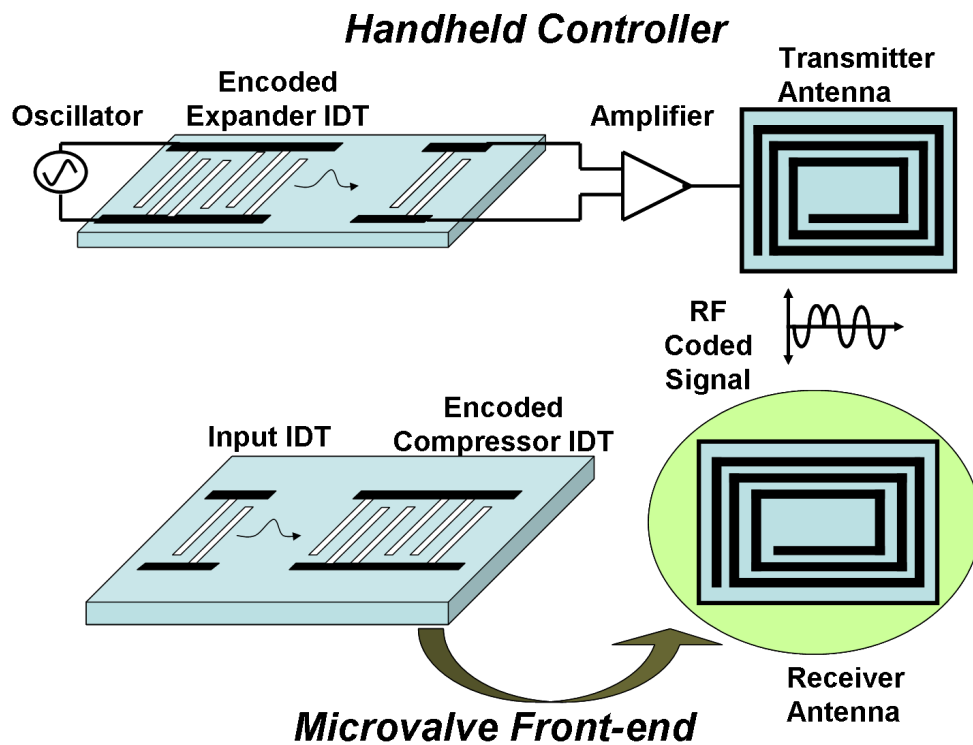 Handheld Controller
Oscillator
Encoded
Expander IDT
Amplifier
Transmitter
Antenna
RF
Coded
Signal
Input IDT
Encoded
Compressor IDT
Receiver
Antenna
Microvalve Front-end